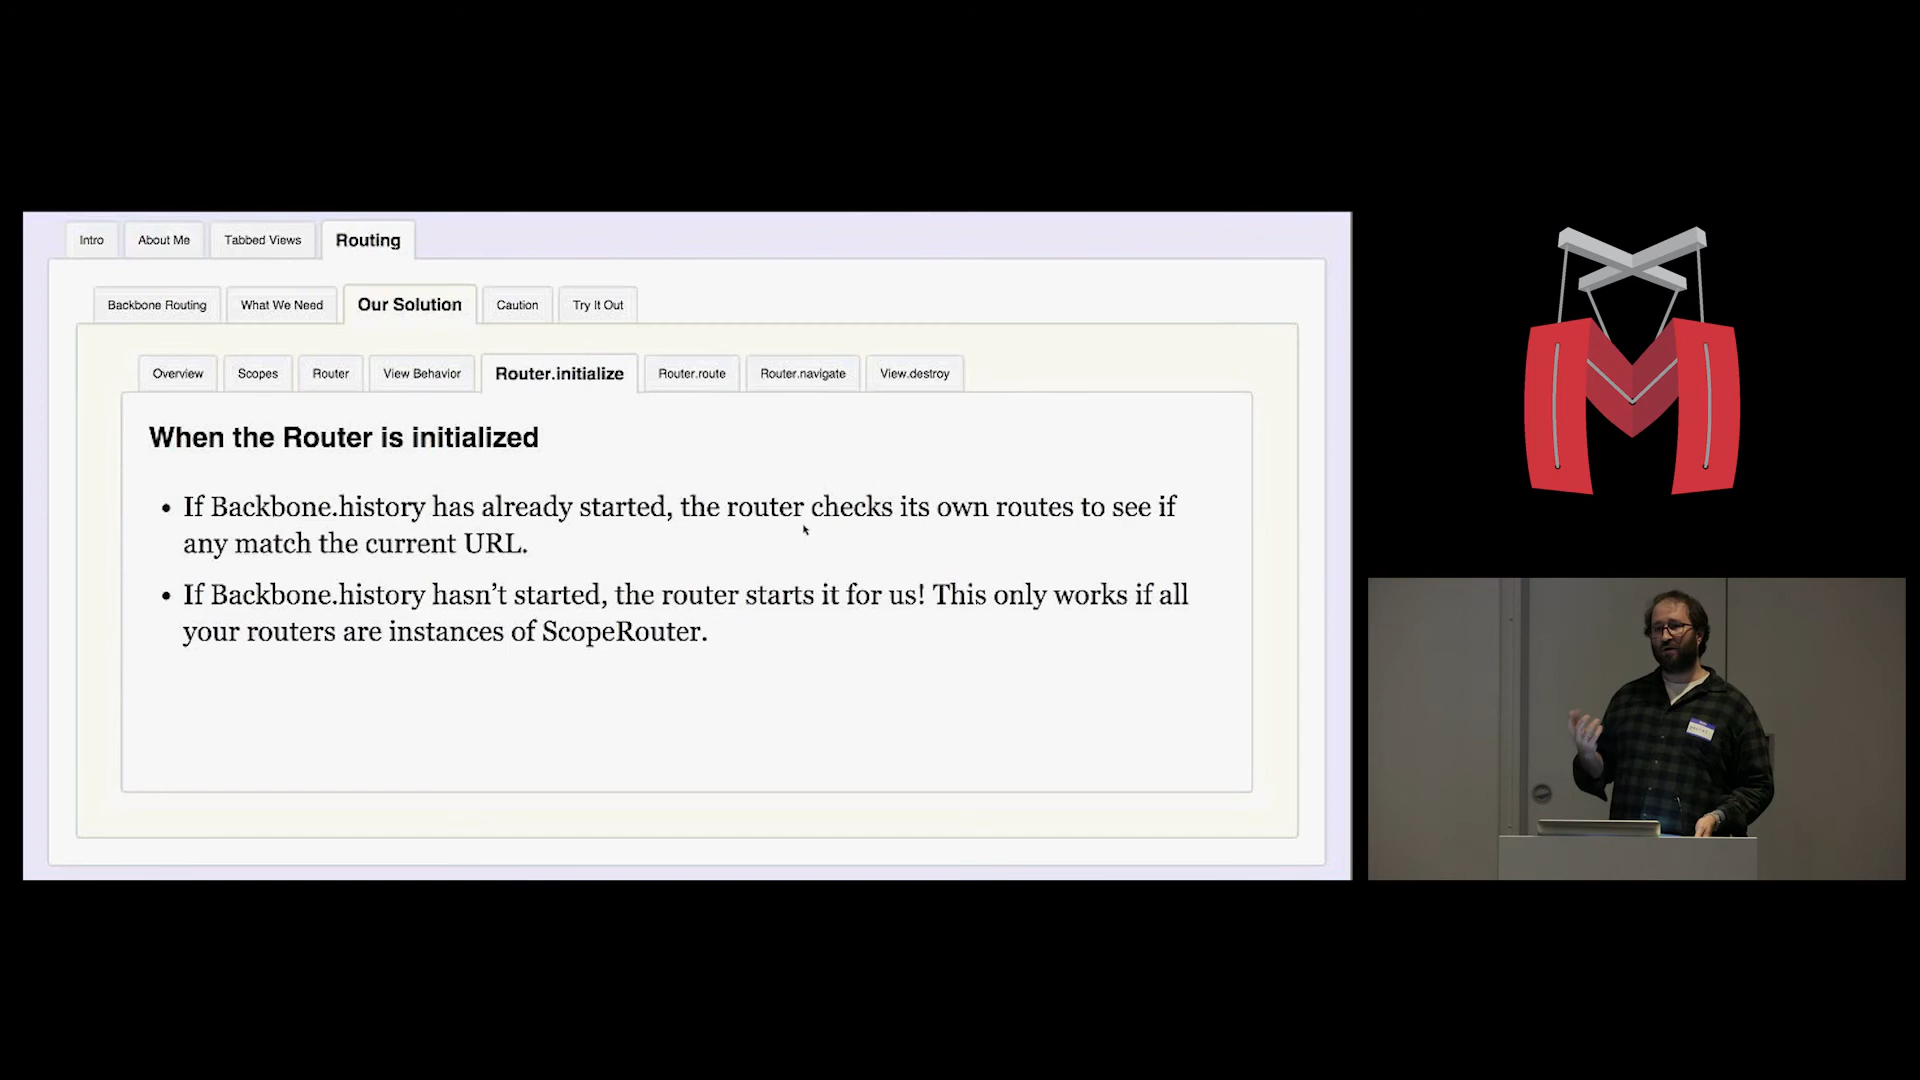 Intro About Me Tabbed Views Routing
Backbone Routing What We Need Our Solution Caution Try It Out
Overview Scopes Router View Behavior Router.initialize Router.route Router.navigate View.destroy
When the Router is initialized
• If Backbone.history has already started, the router checks its own routes to see if
any match the current URL.
• If Backbone.history hasn’t started, the router starts it for us! This only works if all
your routers are instances of ScopeRouter.